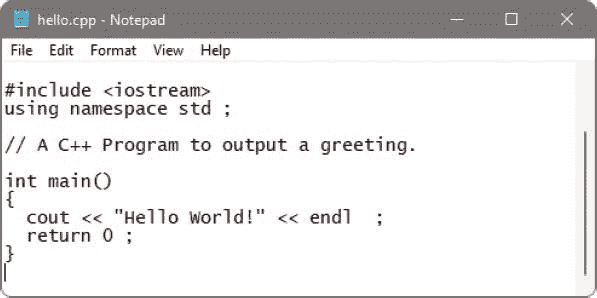 hello.cpp - Notepad
File Edit Format View Help
#include <iostream>
using namespace std ;
// A C++ Program to output a greeting.
int main()
{
cout << "Hello World!" << endl ;
return 0 ;
}